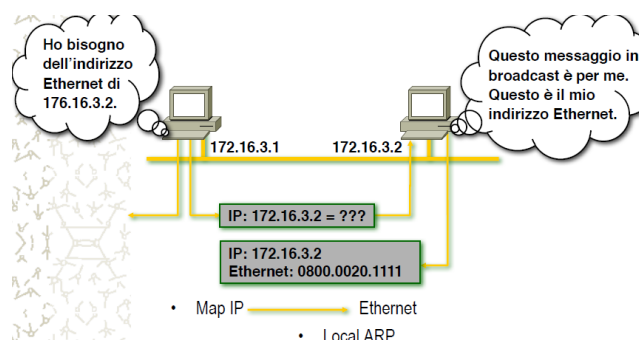 Ho bisogno
dell'indirizzo
Ethernet di
176.16.3.2.
Questo messaggio in
broadcast è per me.
Questo è il mio
indirizzo Ethernet.
172.16.3.1
172.16.3.2
IP: 172.16.3.2 = ???
IP: 172.16.3.2
Ethernet: 0800.0020.1111
• Map IP Ethernet
• Local ARP